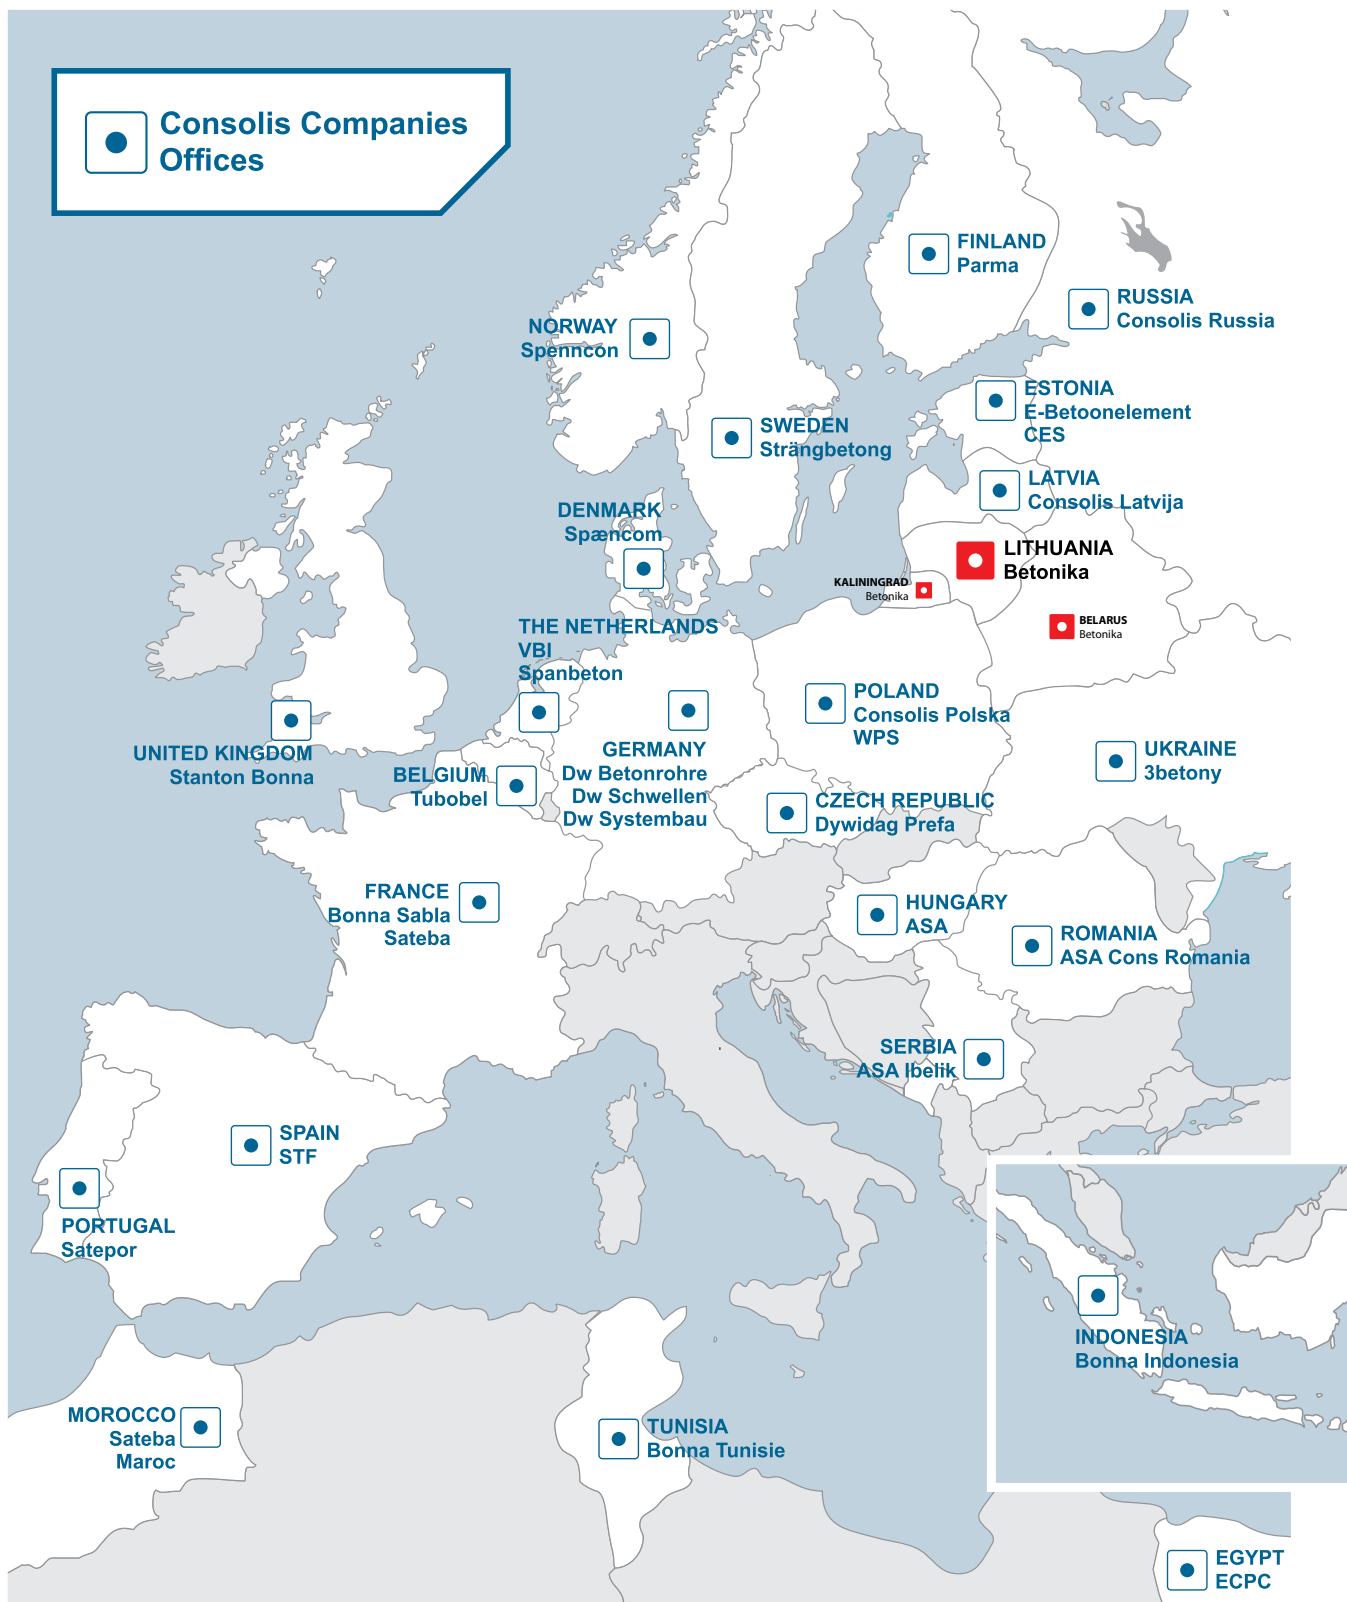 Consolis Companies
Offices
FINLAND
Parma
RUSSIA
Consolis Russia
NORWAY
Spenncon
ESTONIA
E-Betoonelement
CES
SWEDEN
Strängbetong
LATVIA
Consolis Latvija
DENMARK
Spæncom
LITHUANIA
Betonika
KALININGRAD
Betonika
BELARUS
Betonika
THE NETHERLANDS
VBI
Spanbeton
POLAND
Consolis Polska
WPS
UNITED KINGDOM
Stanton Bonna
GERMANY
Dw Betonrohre
Dw Schwellen
Dw Systembau
UKRAINE
3betony
BELGIUM
Tubobel
CZECH REPUBLIC
Dywidag Prefa
FRANCE
Bonna Sabla
Sateba
HUNGARY
ASA
ROMANIA
ASA Cons Romania
SERBIA
ASA Ibelik
SPAIN
STF
PORTUGAL
Satepor
INDONESIA
Bonna Indonesia
MOROCCO
Sateba
Maroc
TUNISIA
Bonna Tunisie
EGYPT
ECPC